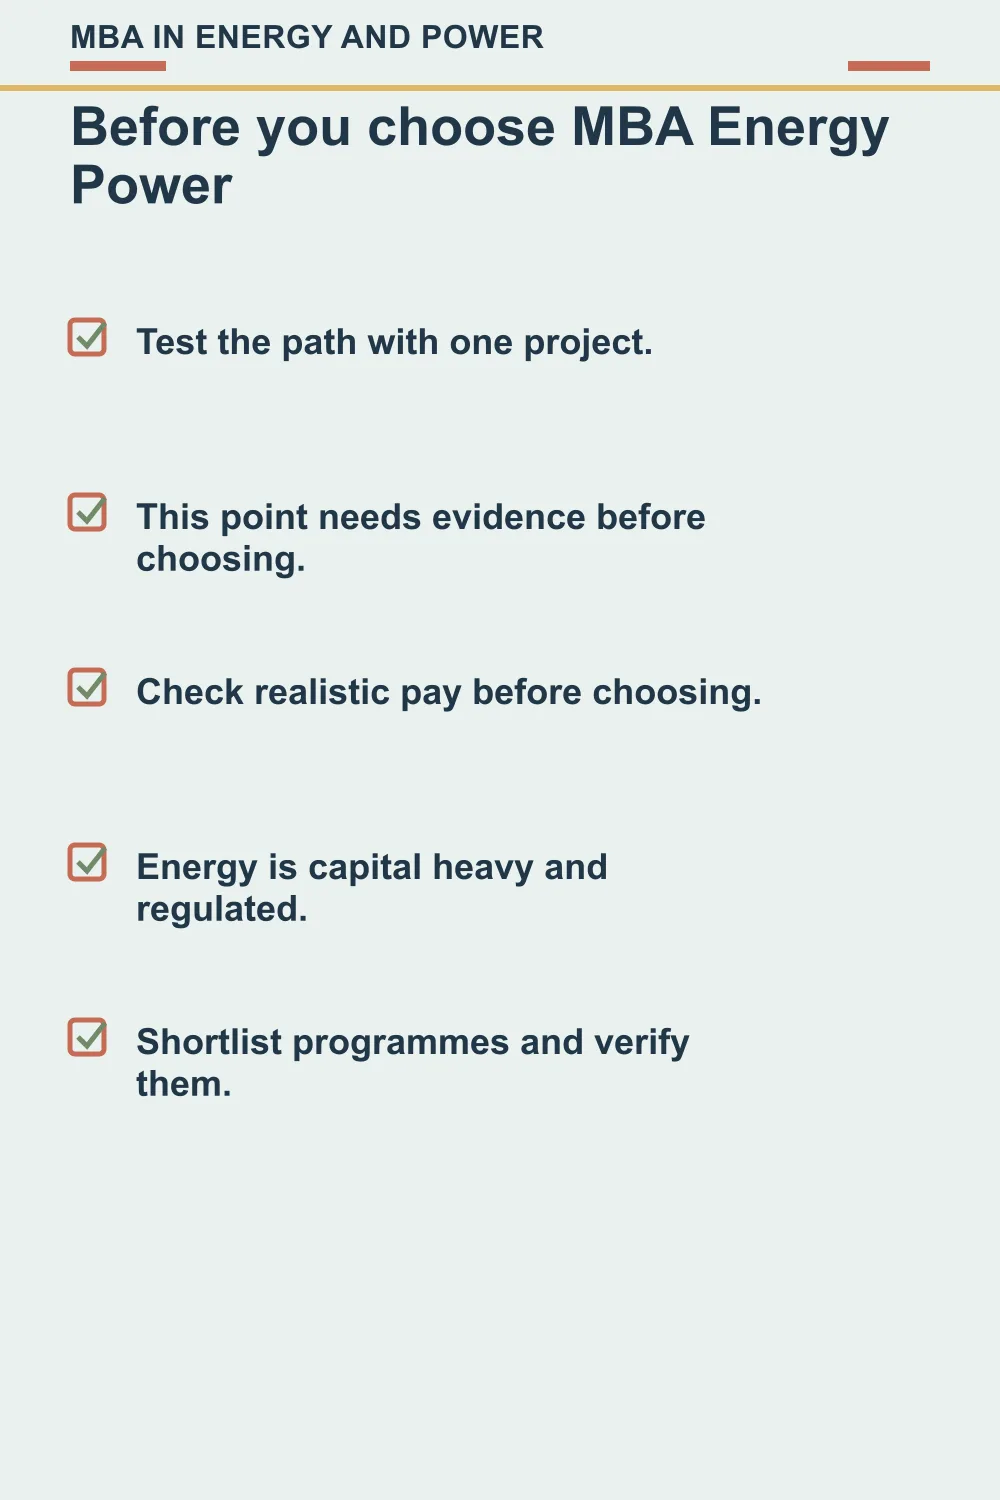 MBA IN ENERGY AND POWER
Before you choose MBA Energy
Power
Test the path with one project.
This point needs evidence before
choosing.
Check realistic pay before choosing.
Energy is capital heavy and
regulated.
Shortlist programmes and verify
them.